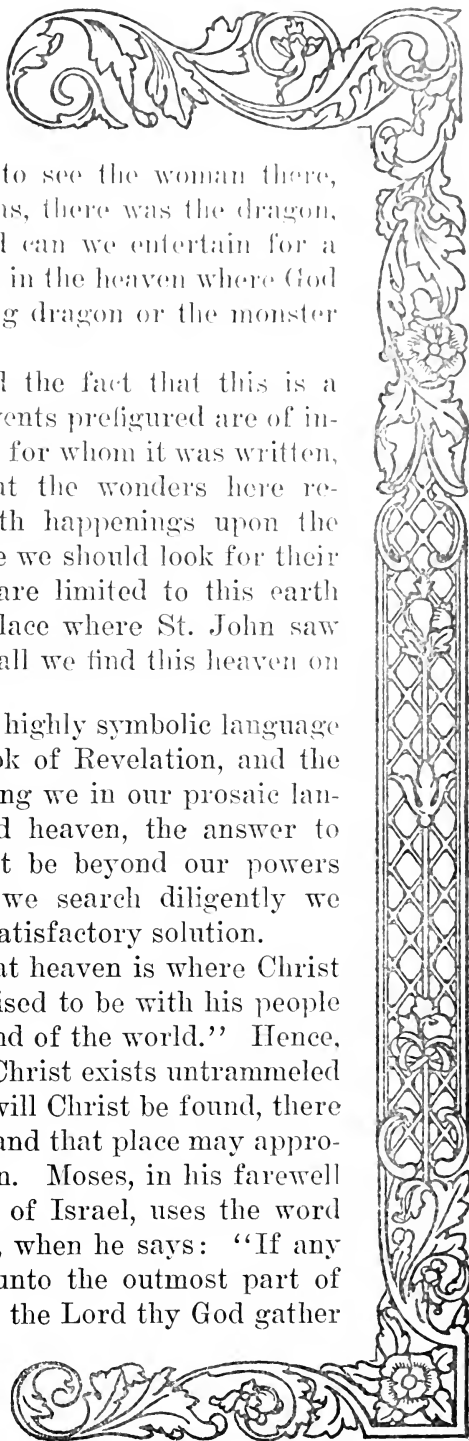 to see the woman there,
as, there was the dragon.
d can we entertain for a
in the heaven where God
g dragon or the monster
l the fact that this is a
ents prefigured are of in-
for whom it was written,
at the wonders here re-
th happenings upon the
e we should look for their
are limited to this earth
lace where St. John saw
all we find this heaven on
highly symbolic language
ok of Revelation, and the
ng we in our prosaic lan-
d heaven, the answer to
t be beyond our powers
we search diligently we
atisfactory solution.
at heaven is where Christ
ised to be with his people
nd of the world." Hence,
Christ exists untrammeled
will Christ be found, there
and that place may appro-
n. Moses, in his farewell
of Israel, uses the word
, when he says: "If any
unto the outmost part of
the Lord thy God gather